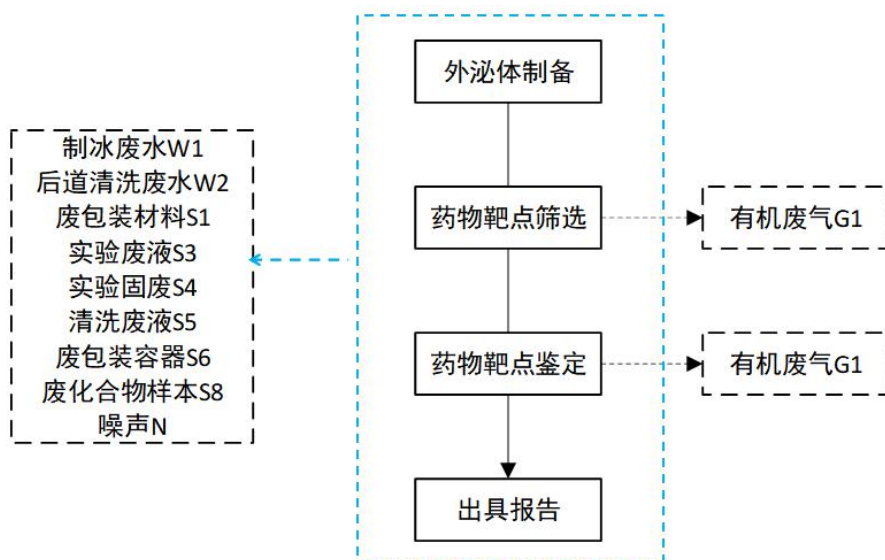 外泌体制备
制冰废水W1
后道清洗废水W2
废包装材料S1
实验废液S3
实验固废S4
清洗废液S5
废包装容器S6
废化合物样本S8
噪声N
药物靶点筛选
有机废气G1
药物靶点鉴定
有机废气G1
出具报告